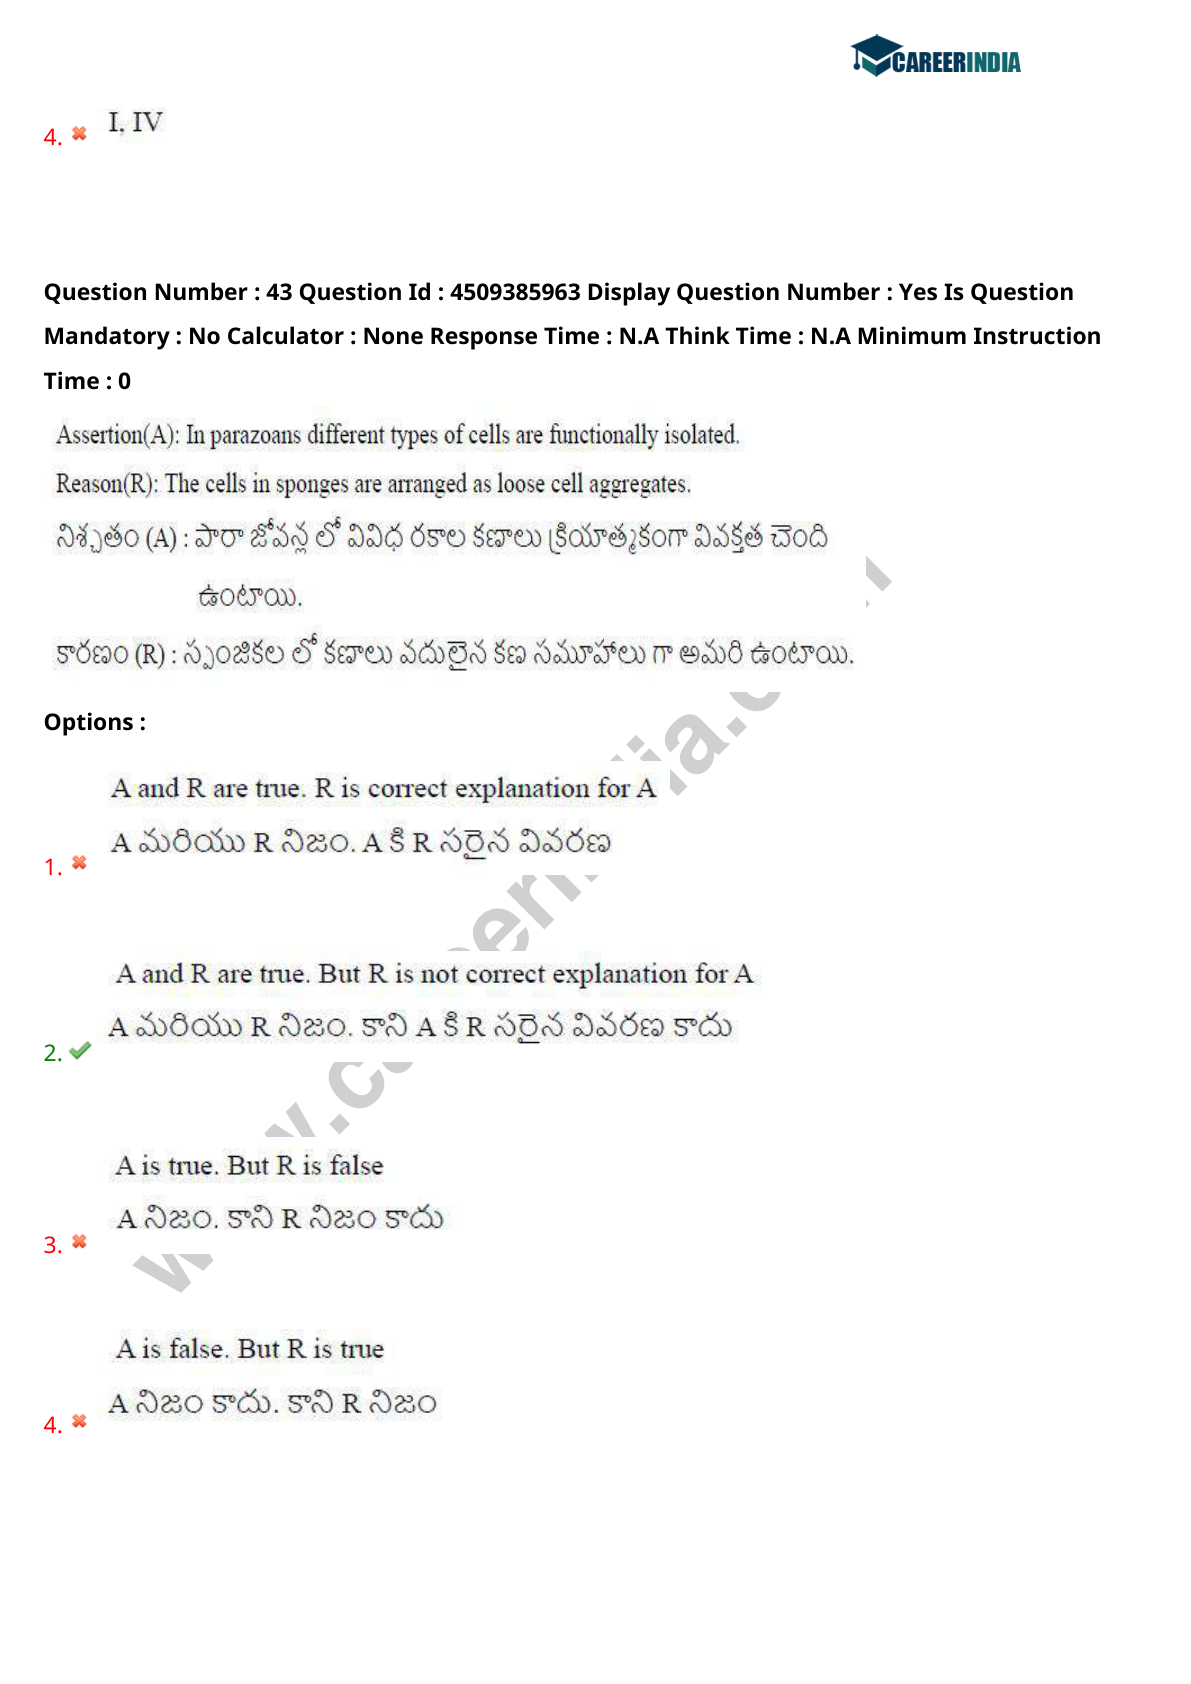 CAREERINDIA
4. I, IV
Question Number : 43 Question Id : 4509385963 Display Question Number : Yes Is Question
Mandatory : No Calculator : None Response Time : N.A Think Time : N.A Minimum Instruction
Time : 0
Assertion(A): In parazoans different types of cells are functionally isolated.
Reason(R): The cells in sponges are arranged as loose cell aggregates.
నిశ్చితం (A) : పారా జోవన్ల లో వివిధ రకాల కణాలు క్రియాత్మకంగా వివక్తత చెంది
ఉంటాయి.
కారణం (R) : స్పంజికల లో కణాలు వదులైన కణ సమూహాలు గా అమరి ఉంటాయి.
Options :
A and R are true. R is correct explanation for A
A మరియు R నిజం. A కి R సరైన వివరణ
1.
A and R are true. But R is not correct explanation for A
A మరియు R నిజం. కాని A కి R సరైన వివరణ కాదు
2.
A is true. But R is false
A నిజం. కాని R నిజం కాదు
3.
A is false. But R is true
A నిజం కాదు. కాని R నిజం
4.